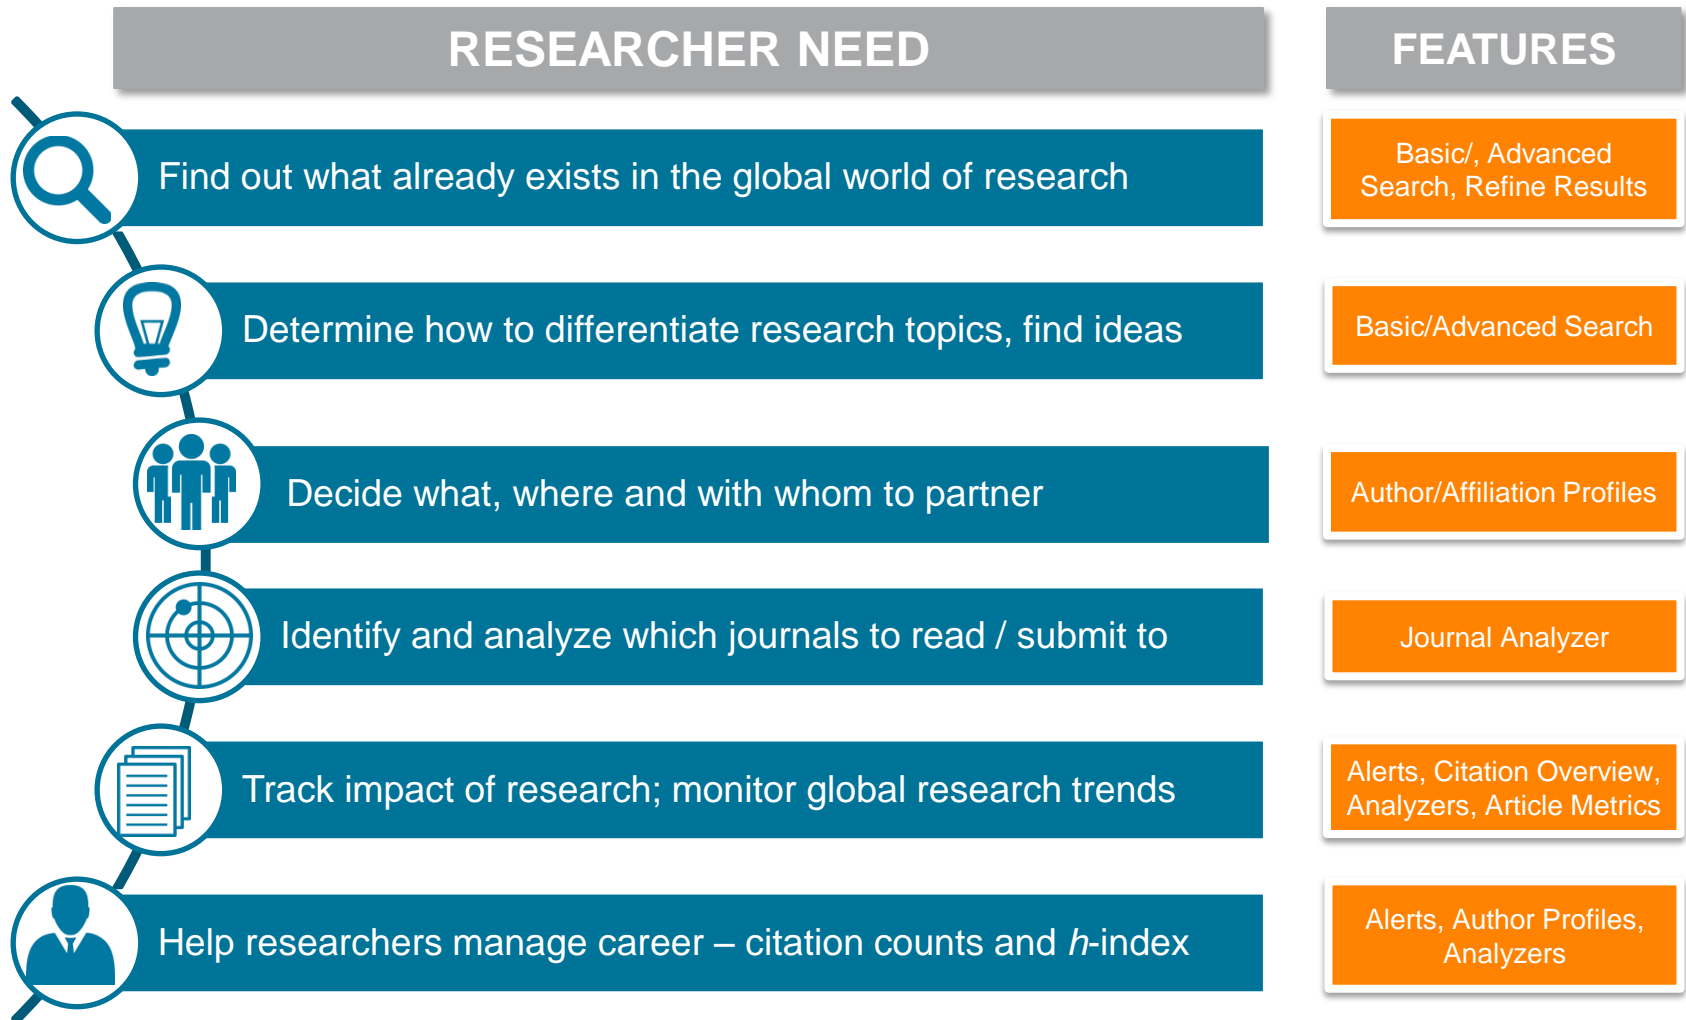 RESEARCHER NEED
FEATURES
Find out what already exists in the global world of research
Basic/, Advanced
Search, Refine Results
Determine how to differentiate research topics, find ideas
Basic/Advanced Search
Decide what, where and with whom to partner
Author/Affiliation Profiles
Identify and analyze which journals to read / submit to
Journal Analyzer
Track impact of research; monitor global research trends
Alerts, Citation Overview,
Analyzers, Article Metrics
Help researchers manage career – citation counts and h-index
Alerts, Author Profiles,
Analyzers